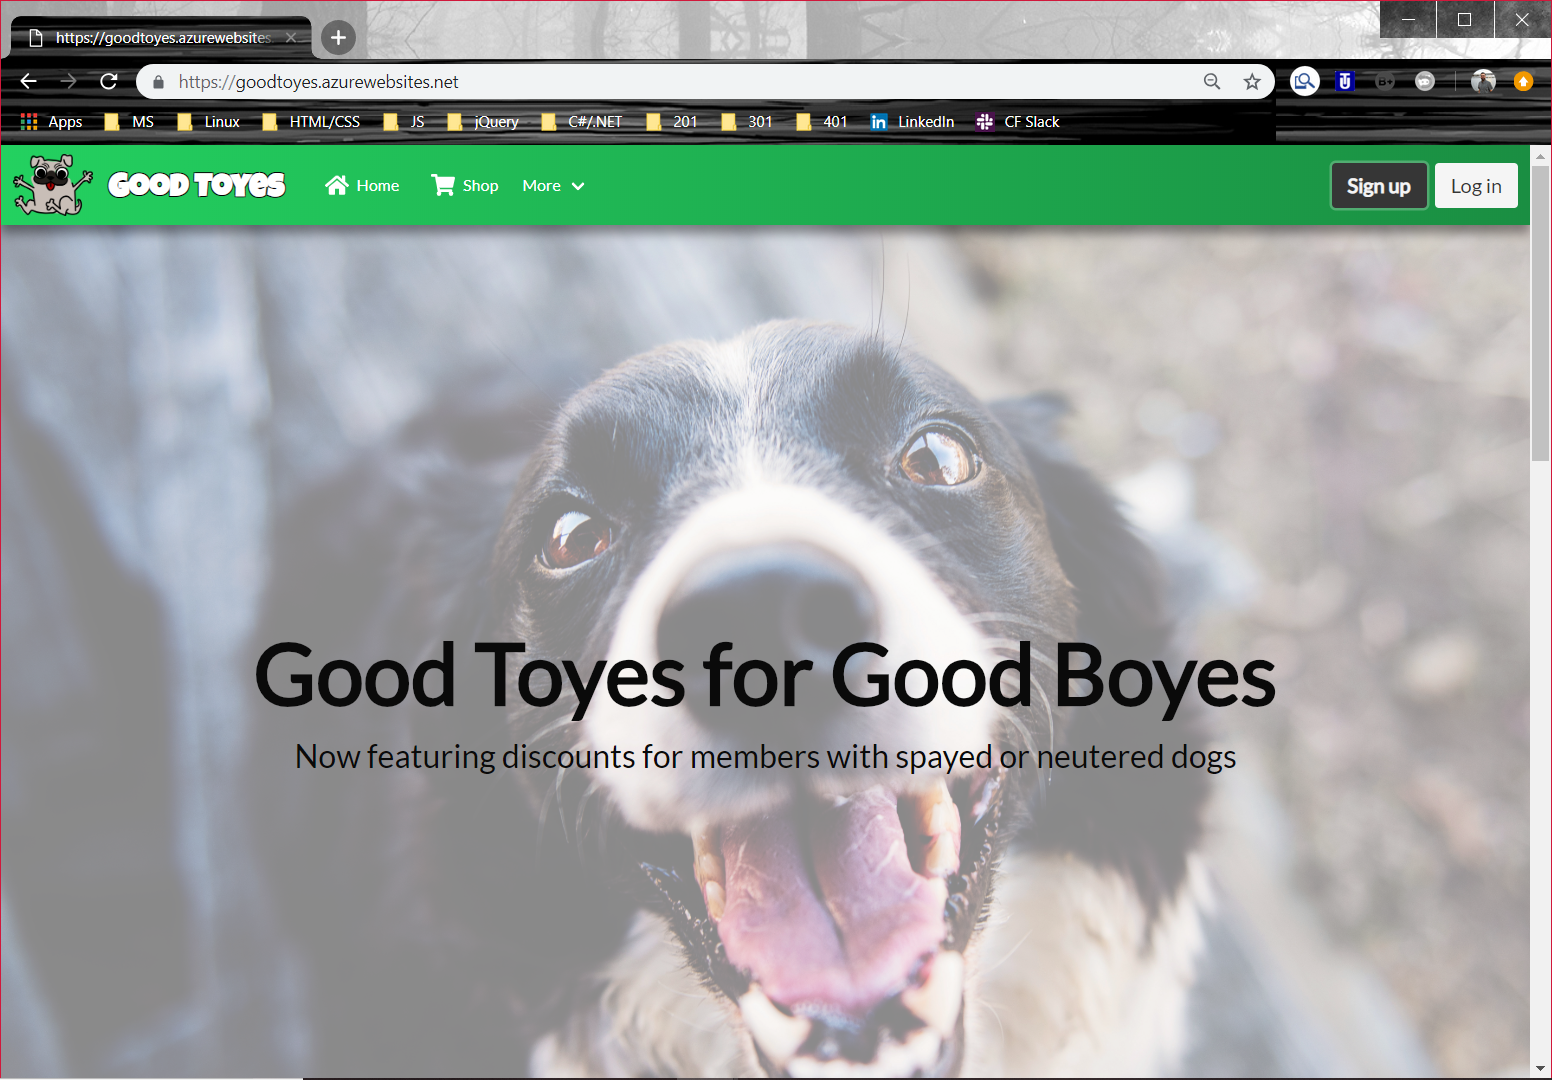 https://goodtoyes.azurewebsites
https://goodtoyes.azurewebsites.net
Apps MS Linux HTML/CSS JS jQuery C#/.NET 201 301 401 LinkedIn CF Slack
GOOD TOYES Home Shop More Sign up Log in
Good Toyes for Good Boyes
Now featuring discounts for members with spayed or neutered dogs